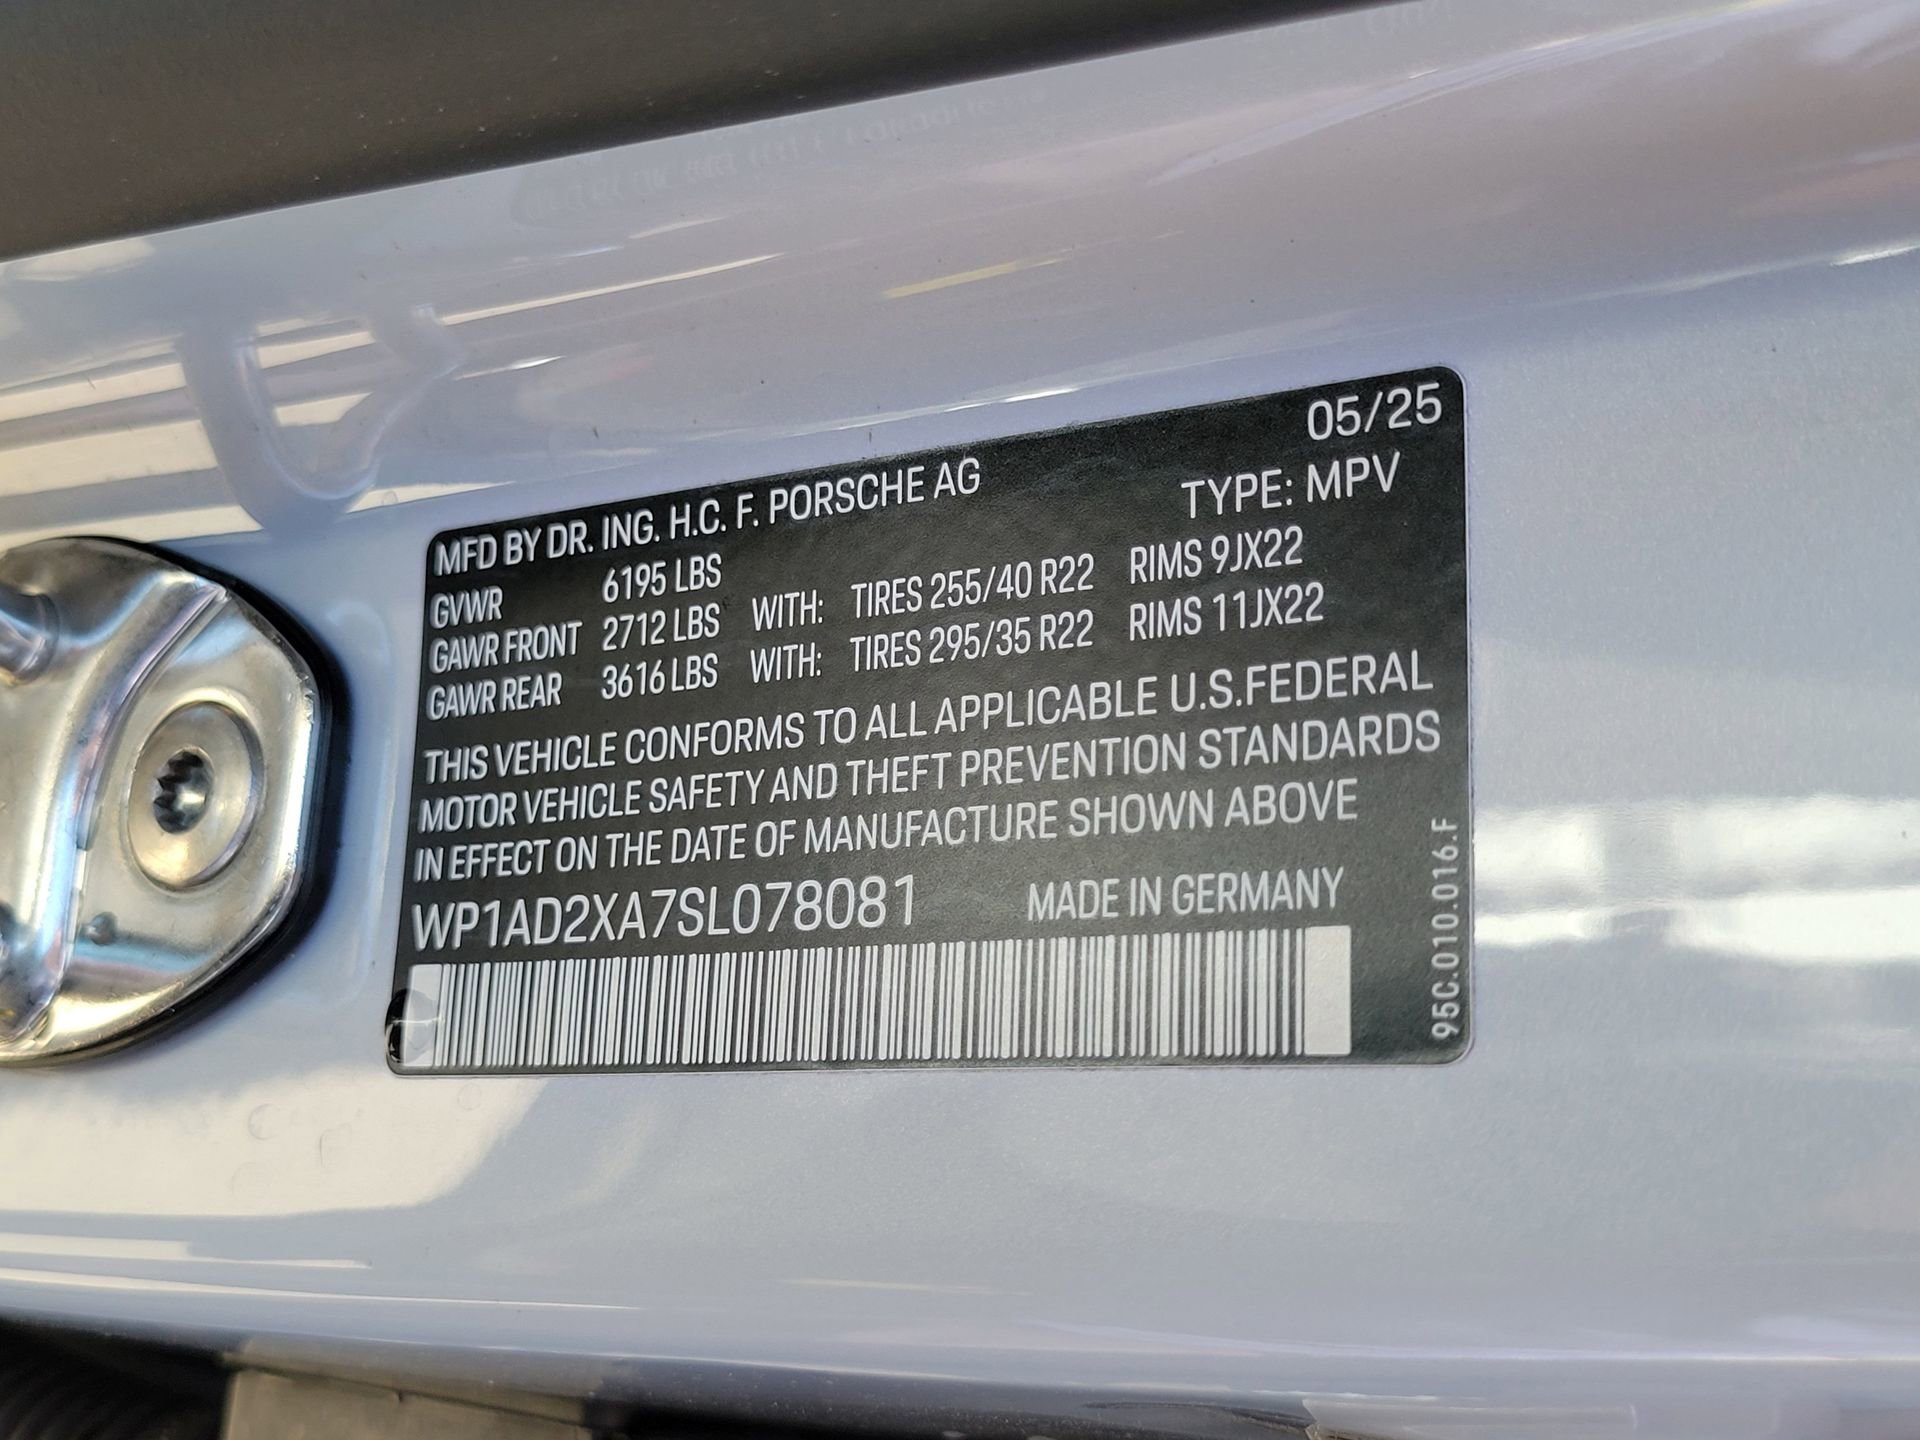 05/25
MFD BY DR. ING. H.C. F. PORSCHE AG TYPE: MPV
GVWR 6195 LBS
GAWR FRONT 2712 LBS WITH: TIRES 255/40 R22 RIMS 9JX22
GAWR REAR 3616 LBS WITH: TIRES 295/35 R22 RIMS 11JX22
THIS VEHICLE CONFORMS TO ALL APPLICABLE U.S.FEDERAL
MOTOR VEHICLE SAFETY AND THEFT PREVENTION STANDARDS
IN EFFECT ON THE DATE OF MANUFACTURE SHOWN ABOVE
WP1AD2XA7SL078081 MADE IN GERMANY
95C.010.016.F